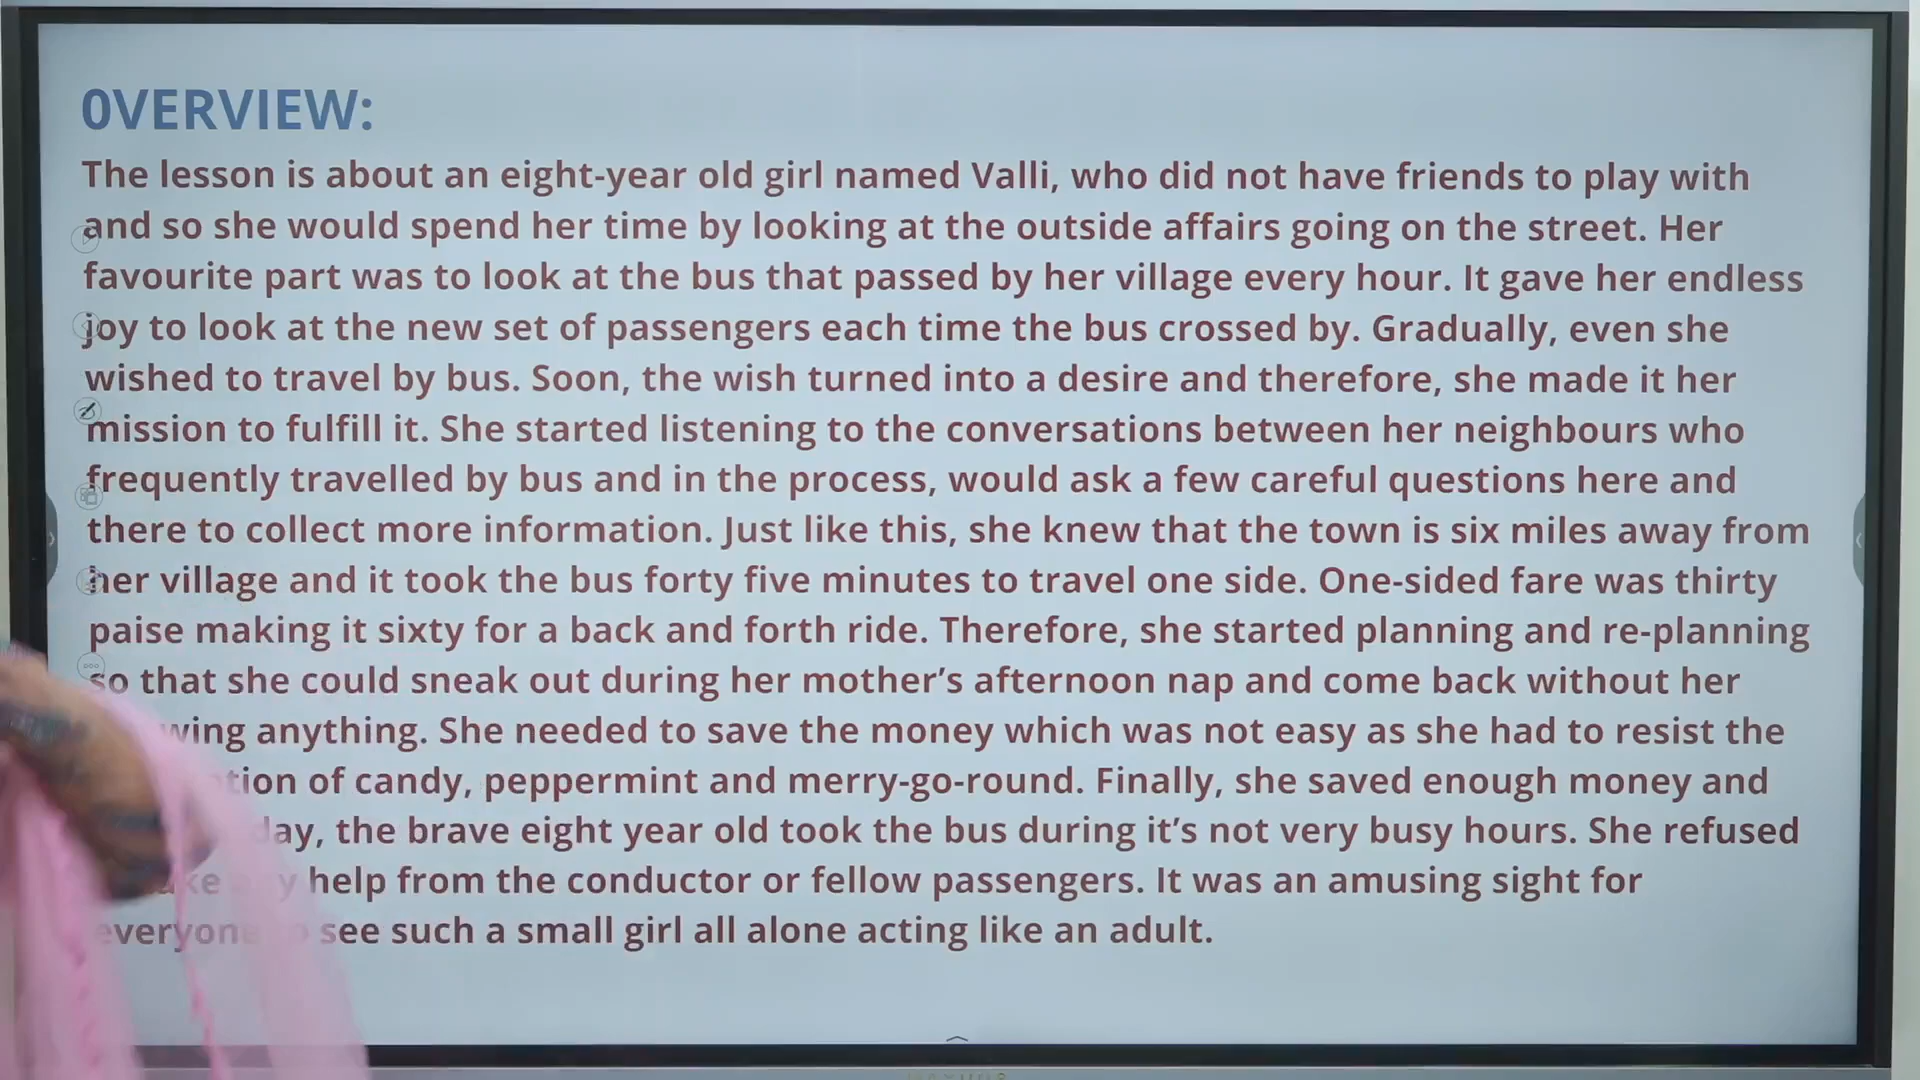 0VERVIEW:
The lesson is about an eight-year old girl named Valli, who did not have friends to play with
and so she would spend her time by looking at the outside affairs going on the street. Her
favourite part was to look at the bus that passed by her village every hour. It gave her endless
joy to look at the new set of passengers each time the bus crossed by. Gradually, even she
wished to travel by bus. Soon, the wish turned into a desire and therefore, she made it her
mission to fulfill it. She started listening to the conversations between her neighbours who
frequently travelled by bus and in the process, would ask a few careful questions here and
there to collect more information. Just like this, she knew that the town is six miles away from
her village and it took the bus forty five minutes to travel one side. One-sided fare was thirty
paise making it sixty for a back and forth ride. Therefore, she started planning and re-planning
so that she could sneak out during her mother’s afternoon nap and come back without her
anything. She needed to save the money which was not easy as she had to resist the
of candy, peppermint and merry-go-round. Finally, she saved enough money and
day, the brave eight year old took the bus during it’s not very busy hours. She refused
help from the conductor or fellow passengers. It was an amusing sight for
everyone see such a small girl all alone acting like an adult.